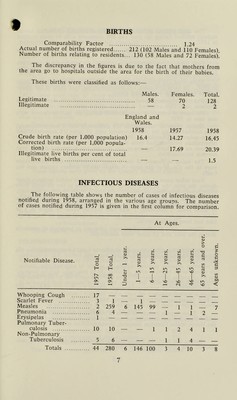 BIRTHS
Comparability Factor ........................ 1.24
Actual number of births registered...... 212 (102 Males and 110 Females).
Number of births relating to residents... 130 (58 Males and 72 Females).
The discrepancy in the figures is due to the fact that mothers from
the area go to hospitals outside the area for the birth of their babies.
These births were classified as follows:—
Males. Females. Total.
Legitimate ........................ 58 70 128
Illegitimate ........................ — 2 2
England and
Wales.
1958 1957 1958
Crude birth rate (per 1,000 population) 16.4 14.27 16.45
Corrected birth rate (per 1,000 popula-
tion) ........................ — 17.69 20.39
Illegitimate live births per cent of total
live births ........................ — — 1.5
INFECTIOUS DISEASES
The following table shows the number of cases of infectious diseases
notified during 1958, arranged in the various age groups. The number
of cases notified during 1957 is given in the first column for comparison.
At Ages.
Notifiable Disease. 1957 Total. 1958 Total. Under 1 year. 1—5 years. 6—15 years. 16—25 years. 26—45 years. 46—65 years. 65 years and over. Ages unknown.
Whooping Cough ...... 17 — — — — — — — — —
Scarlet Fever ............ 3 1 — 1 — — — — — —
Measles .................. 2 259 6 145 99 — 1 1 — 7
Pneumonia ............... 6 4 — — — 1 — 1 2 —
Erysipelas ............... 1 — — — — — — — — —
Pulmonary Tuber-
culosis ............... 10 10 — — 1 1 2 4 1 1
Non-Pulmonary
Tuberculosis ......... 5 6 — — — 1 1 4 — —
Totals ......... 44 280 6 146 100 3 4 10 3 8
7